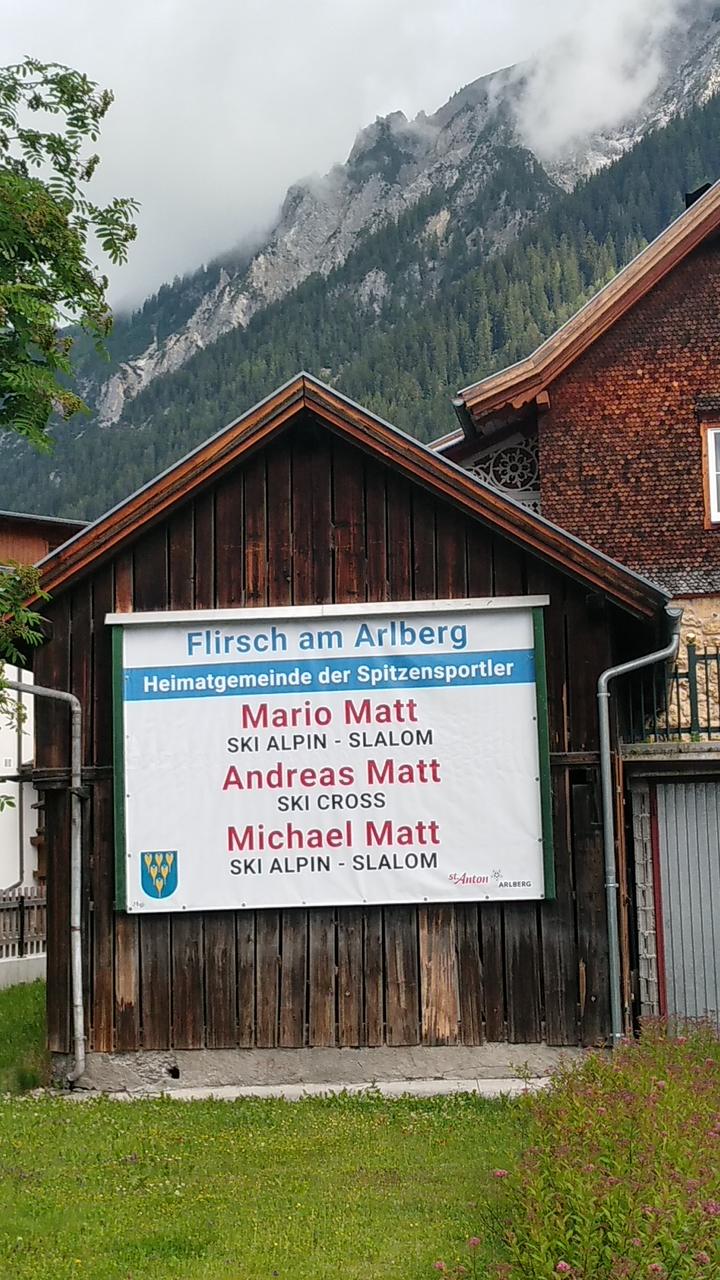 Flirsch am Arlberg
Heimatgemeinde der Spitzensportler
Mario Matt
SKI ALPIN - SLALOM
Andreas Matt
SKI CROSS
Michael Matt
SKI ALPIN - SLALOM
St. Anton ARLBERG